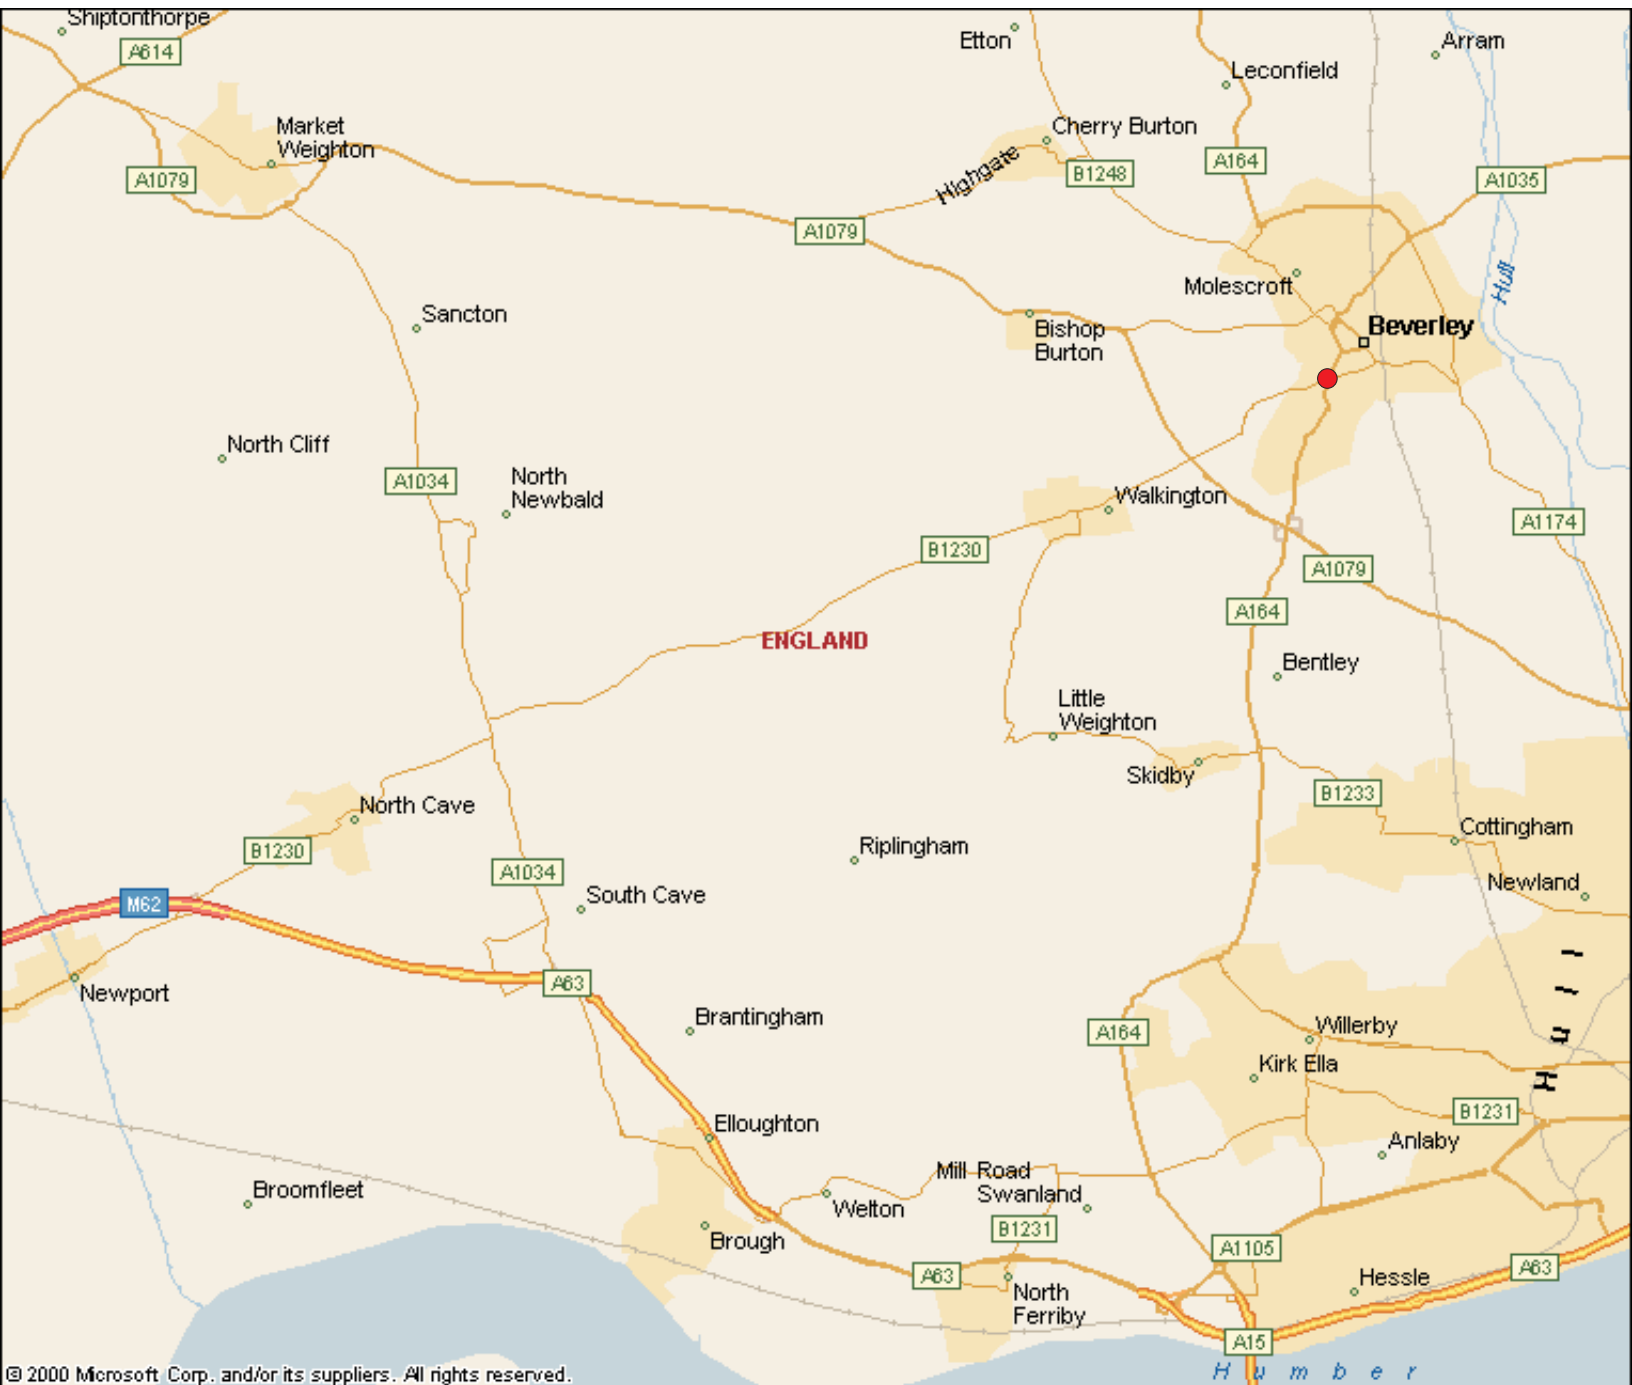 Shiptonthorpe
A614
Etton
Arram
Leconfield
Market
Weighton
Cherry Burton
Highgate
B1248
A164
A1079
A1035
A1079
Hull
Molescroft
Sancton
Bishop
Burton
Beverley
North Cliff
A1034
North
Newbald
Walkington
A1174
B1230
A1079
A164
ENGLAND
Bentley
Little
Weighton
Skidby
B1233
North Cave
Cottingham
B1230
Riplingham
A1034
Newland
South Cave
M62
Hull
A63
Newport
Brantingham
A164
Willerby
Kirk Ella
B1231
Elloughton
Anlaby
Mill Road
Swanland
Broomfleet
Welton
B1231
Brough
A1105
A63
A63
Hessle
North
Ferriby
A15
Humber
© 2000 Microsoft Corp. and/or its suppliers. All rights reserved.